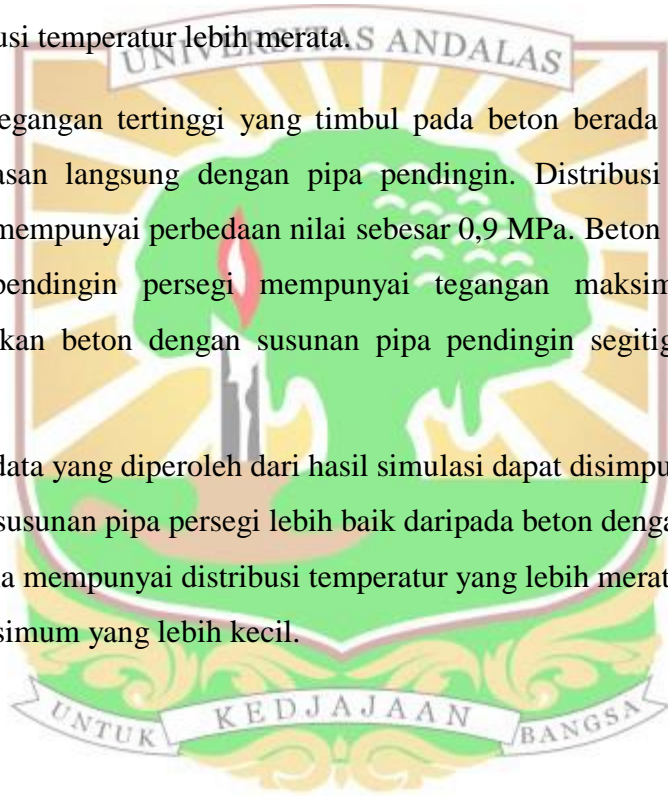 usi temperatur lebih merata.
UNIVERSITAS ANDALAS
egangan tertinggi yang timbul pada beton berada
asan langsung dengan pipa pendingin. Distribusi
mempunyai perbedaan nilai sebesar 0,9 MPa. Beton
pendingin persegi mempunyai tegangan maksim
kan beton dengan susunan pipa pendingin segitig
data yang diperoleh dari hasil simulasi dapat disimpu
susunan pipa persegi lebih baik daripada beton denga
a mempunyai distribusi temperatur yang lebih merat
simum yang lebih kecil.
UNTUK KEDJAJAAN BANGSA